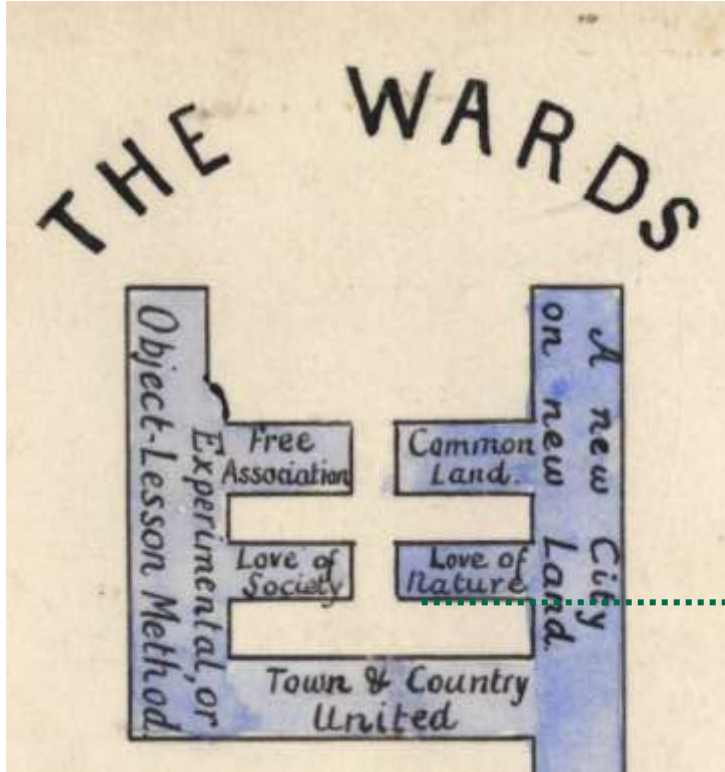 THE WARDS
Object-Lesson Method.
Experimental, or
Free
Association
Common
Land.
Love of
Society
Love of
Nature
Town & Country
United
A new City
on new Land.